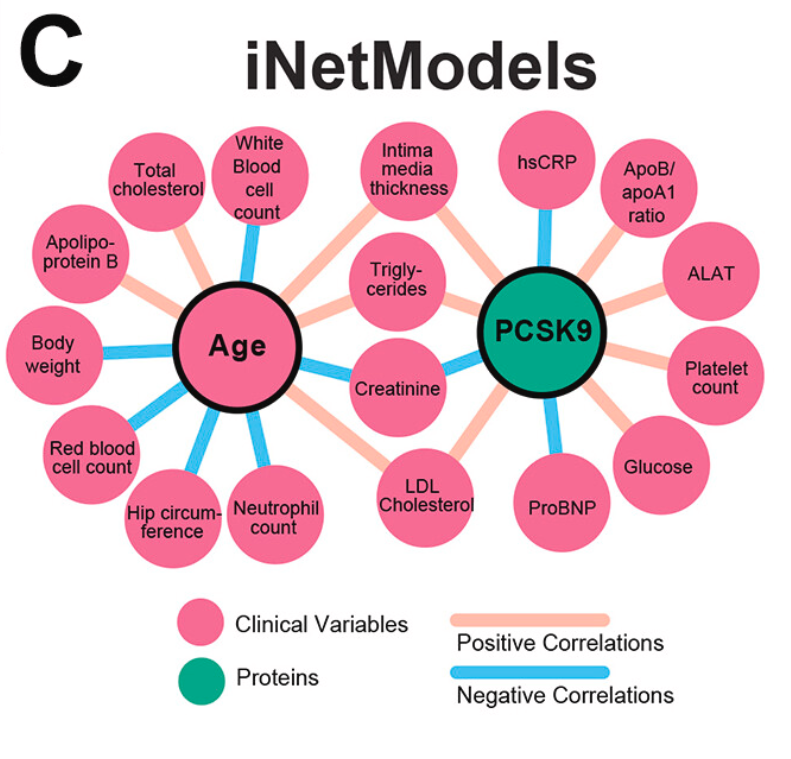 C
iNetModels
White
Blood
cell
count
Total
cholesterol
Intima
media
thickness
hsCRP
ApoB/
apoA1
ratio
Apolipo-
protein B
Trigly-
cerides
ALAT
Age
PCSK9
Body
weight
Creatinine
Platelet
count
Red blood
cell count
Glucose
LDL
Cholesterol
Hip circum-
ference
Neutrophil
count
ProBNP
Clinical Variables
Positive Correlations
Proteins
Negative Correlations